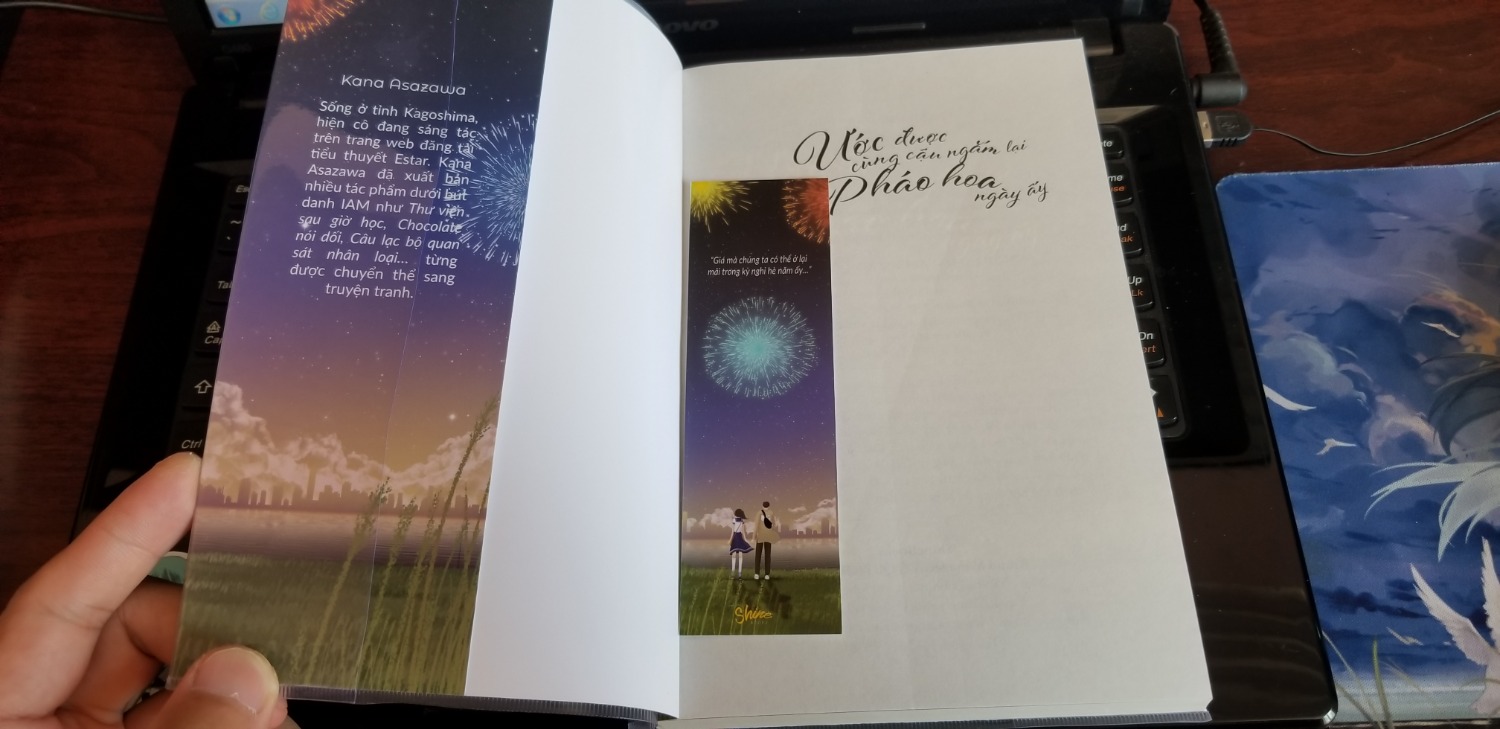 Kana Asazawa
Sống ở tỉnh Kagoshima,
hiện cô đang sáng tác
trên trang web đăng tải
tiểu thuyết Estar. Kana
Asazawa đã xuất bản
nhiều tác phẩm dưới bút
danh IAM như Thư viện
sau giờ học, Chocolate
nói dối, Câu lạc bộ quan
sát nhân loại... từng
được chuyển thể sang
truyện tranh.
Ước được
cùng cậu ngắm lại
Pháo hoa
ngày ấy
"Giá mà chúng ta có thể ở lại
mãi trong kỳ nghỉ hè năm ấy..."
Shine
Ctrl
Up
On